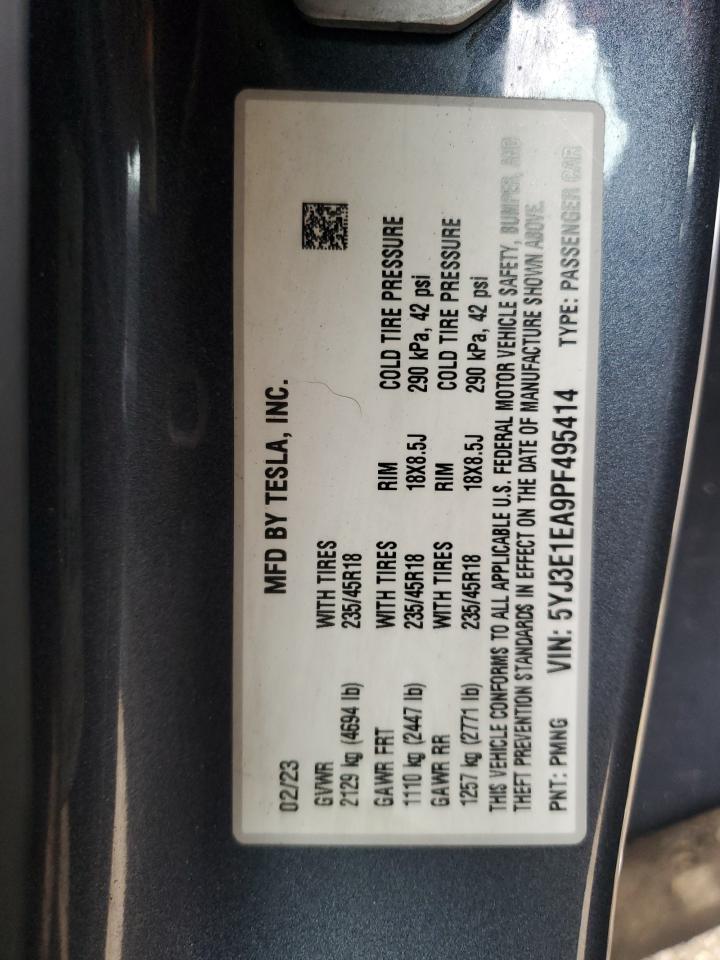 MFD BY TESLA, INC.
02/23
GVWR WITH TIRES
2129 kg (4694 lb) 235/45R18
GAWR FRT WITH TIRES RIM COLD TIRE PRESSURE
1110 kg (2447 lb) 235/45R18 18X8.5J 290 kPa, 42 psi
GAWR RR WITH TIRES RIM COLD TIRE PRESSURE
1257 kg (2771 lb) 235/45R18 18X8.5J 290 kPa, 42 psi
THIS VEHICLE CONFORMS TO ALL APPLICABLE U.S. FEDERAL MOTOR VEHICLE SAFETY, BUMPER, AND
THEFT PREVENTION STANDARDS IN EFFECT ON THE DATE OF MANUFACTURE SHOWN ABOVE.
PNT: PMNG VIN: 5YJ3E1EA9PF495414 TYPE: PASSENGER CAR